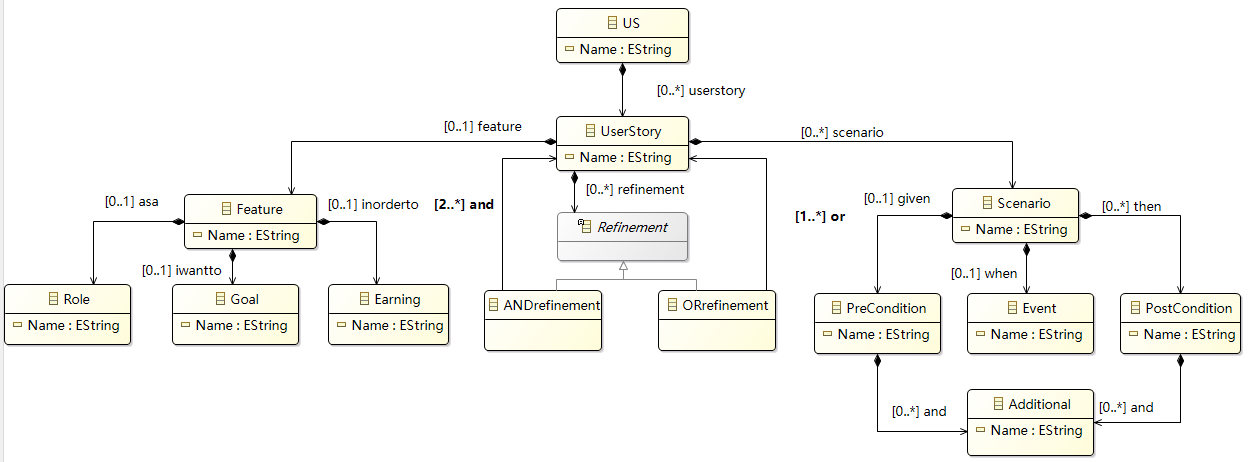 US
Name : EString
[0..*] userstory
[0..1] feature
UserStory
Name : EString
[0..*] scenario
[0..1] asa
Feature
Name : EString
[0..1] inorderto
[2..*] and
[0..*] refinement
Refinement
[1..*] or
[0..1] given
Scenario
Name : EString
[0..*] then
[0..1] iwantto
[0..1] when
Role
Name : EString
Goal
Name : EString
Earning
Name : EString
ANDrefinement
ORrefinement
PreCondition
Name : EString
Event
Name : EString
PostCondition
Name : EString
[0..*] and
Additional
Name : EString
[0..*] and